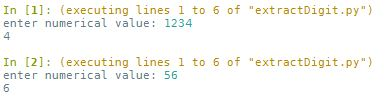 In [1]: (executing lines 1 to 6 of "extractDigit.py")
enter numerical value: 1234
4
In [2]: (executing lines 1 to 6 of "extractDigit.py")
enter numerical value: 56
6